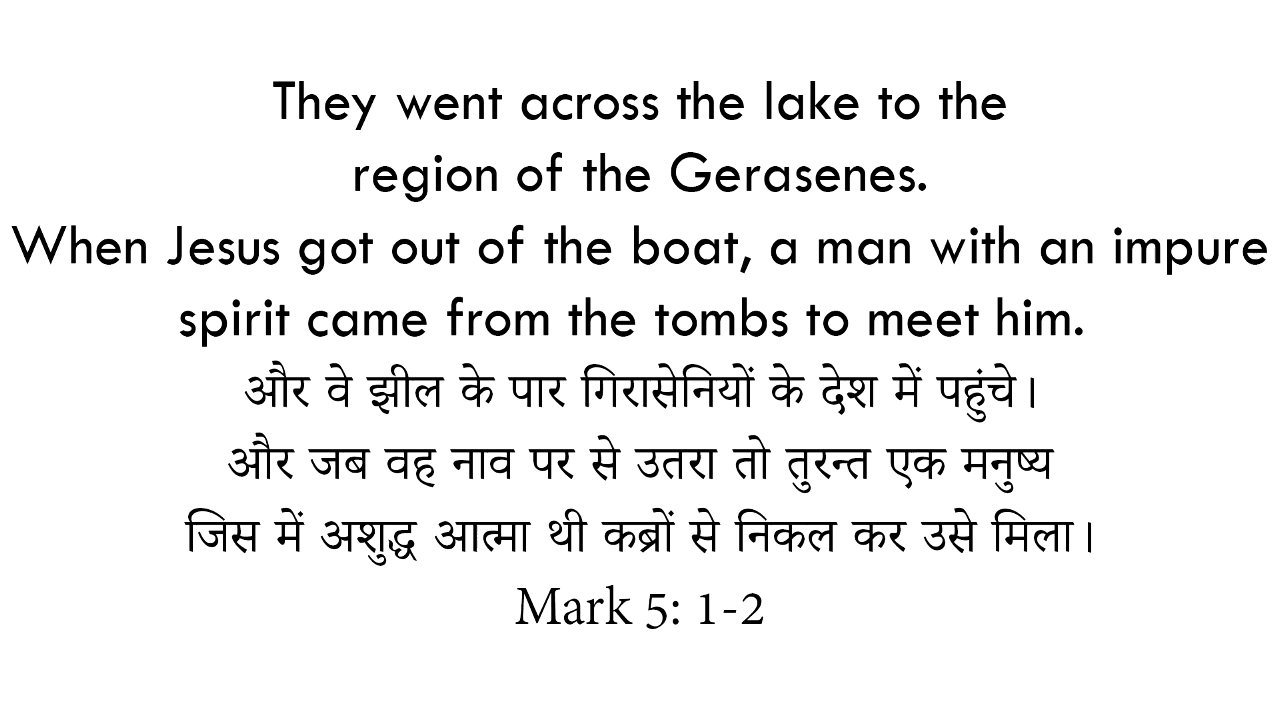 They went across the lake to the
region of the Gerasenes.
When Jesus got out of the boat, a man with an impure
spirit came from the tombs to meet him.
और वे झील के पार गिरासेनियों के देश में पहुंचे।
और जब वह नाव पर से उतरा तो तुरन्त एक मनुष्य
जिस में अशुद्ध आत्मा थी कब्रों से निकल कर उसे मिला।
Mark 5: 1-2